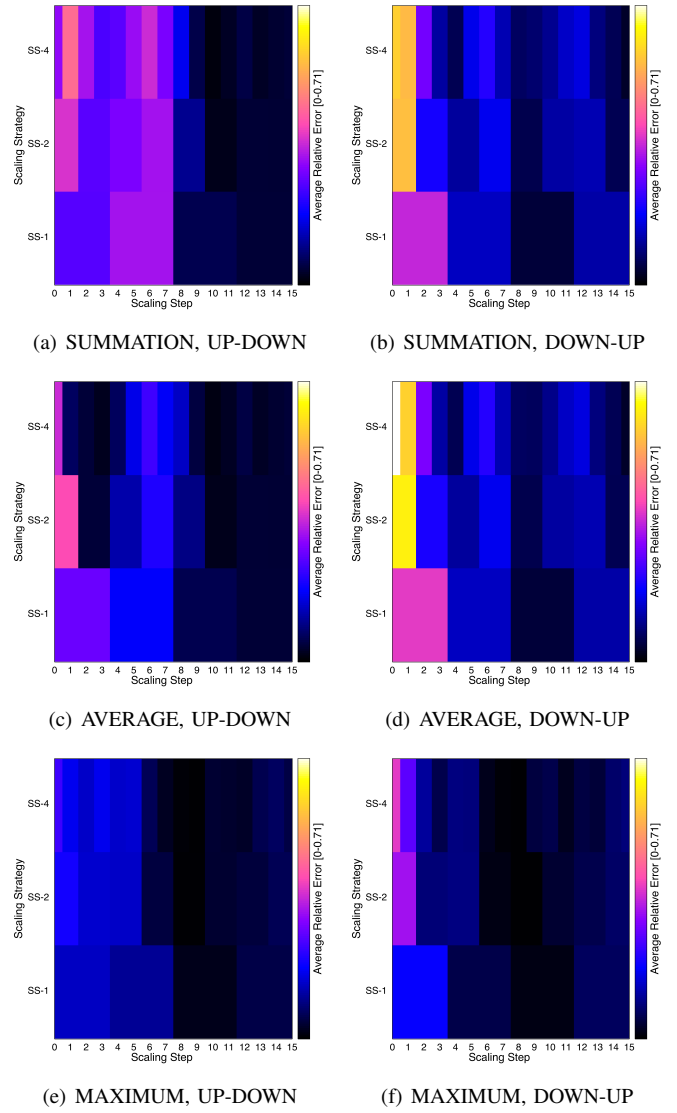 SS-4
SS-2
SS-1
Scaling Strategy
0 1 2 3 4 5 6 7 8 9 10 11 12 13 14 15
Scaling Step
Average Relative Error [0-0.71]
(a) SUMMATION, UP-DOWN
SS-4
SS-2
SS-1
Scaling Strategy
0 1 2 3 4 5 6 7 8 9 10 11 12 13 14 15
Scaling Step
Average Relative Error [0-0.71]
(b) SUMMATION, DOWN-UP
SS-4
SS-2
SS-1
Scaling Strategy
0 1 2 3 4 5 6 7 8 9 10 11 12 13 14 15
Scaling Step
Average Relative Error [0-0.71]
(c) AVERAGE, UP-DOWN
SS-4
SS-2
SS-1
Scaling Strategy
0 1 2 3 4 5 6 7 8 9 10 11 12 13 14 15
Scaling Step
Average Relative Error [0-0.71]
(d) AVERAGE, DOWN-UP
SS-4
SS-2
SS-1
Scaling Strategy
0 1 2 3 4 5 6 7 8 9 10 11 12 13 14 15
Scaling Step
Average Relative Error [0-0.71]
(e) MAXIMUM, UP-DOWN
SS-4
SS-2
SS-1
Scaling Strategy
0 1 2 3 4 5 6 7 8 9 10 11 12 13 14 15
Scaling Step
Average Relative Error [0-0.71]
(f) MAXIMUM, DOWN-UP